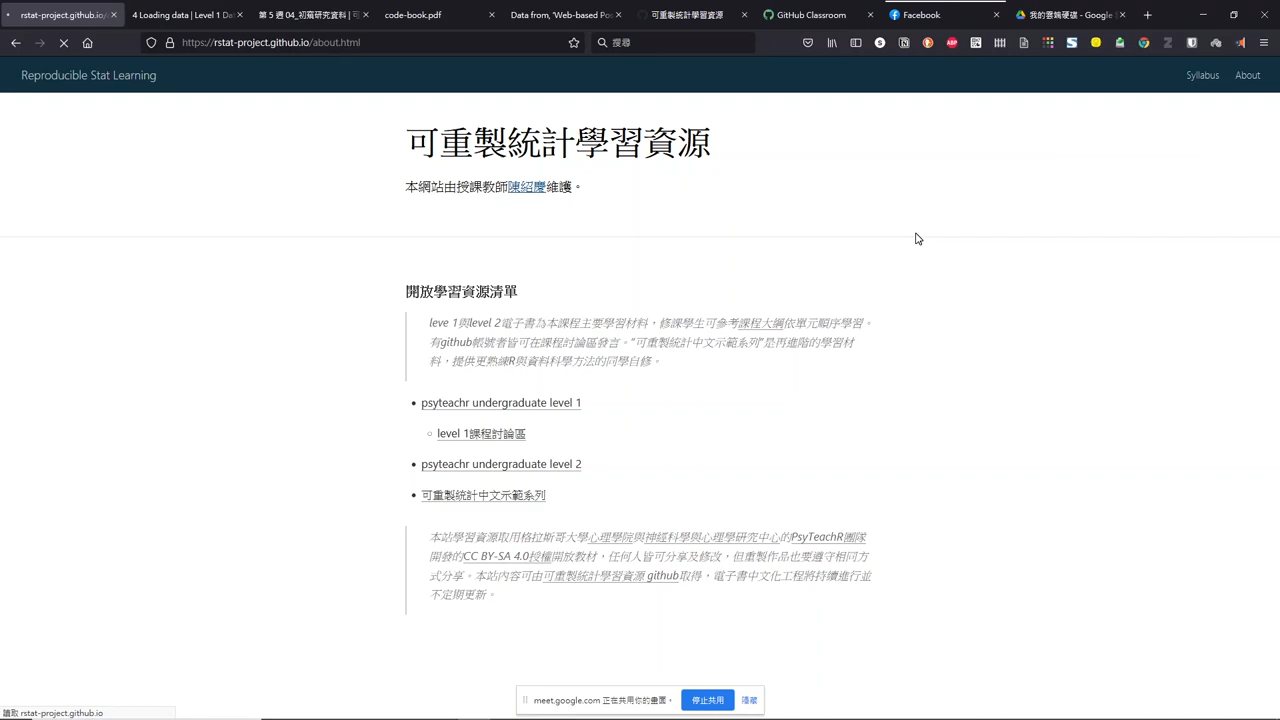 rstat-project.github.io/
4 Loading data | Level 1 Da
第 5 週 04_初窺研究資料 | 可
code-book.pdf
Data from, 'Web-based Pos
可重製統計學習資源
GitHub Classroom
Facebook
我的雲端硬碟 - Google
https://rstat-project.github.io/about.html
搜尋
Reproducible Stat Learning
Syllabus
About
可重製統計學習資源
本網站由授課教師陳紹慶維護。
開放學習資源清單
leve 1與level 2電子書為本課程主要學習材料，修課學生可參考課程大綱依單元順序學習。
有github帳號者皆可在課程討論區發言。"可重製統計中文示範系列"是再進階的學習材
料，提供更熟練R與資料科學方法的同學自修。
psyteachr undergraduate level 1
level 1課程討論區
psyteachr undergraduate level 2
可重製統計中文示範系列
本站學習資源取用格拉斯哥大學心理學院與神經科學與心理學研究中心的PsyTeachR團隊
開發的CC BY-SA 4.0授權開放教材，任何人皆可分享及修改，但重製作品也要遵守相同方
式分享。本站內容可由可重製統計學習資源 github取得，電子書中文化工程將持續進行並
不定期更新。
meet.google.com 正在共用你的畫面。
停止共用
隱藏
讀取 rstat-project.github.io